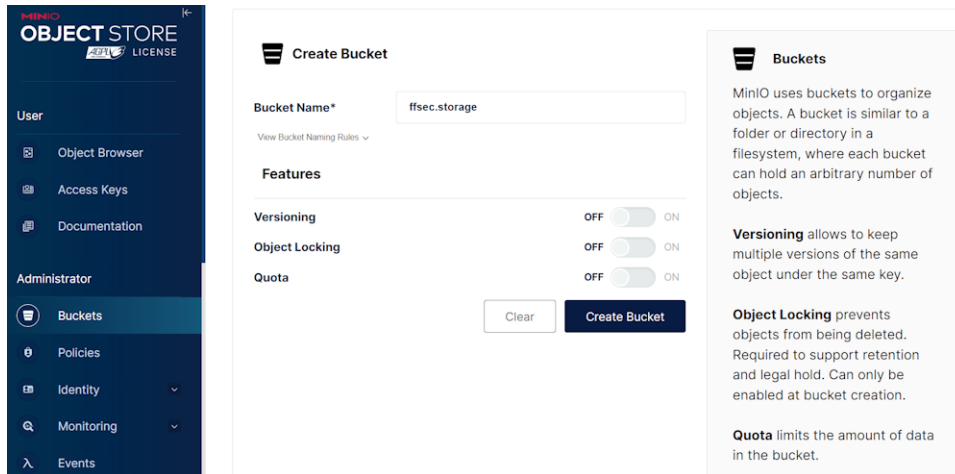 MINIO
OBJECT STORE
AGPLv3 LICENSE
User
Object Browser
Access Keys
Documentation
Administrator
Buckets
Policies
Identity
Monitoring
Events
Create Bucket
Bucket Name* ffsec.storage
View Bucket Naming Rules
Features
Versioning OFF ON
Object Locking OFF ON
Quota OFF ON
Clear Create Bucket
Buckets
MinIO uses buckets to organize
objects. A bucket is similar to a
folder or directory in a
filesystem, where each bucket
can hold an arbitrary number of
objects.
Versioning allows to keep
multiple versions of the same
object under the same key.
Object Locking prevents
objects from being deleted.
Required to support retention
and legal hold. Can only be
enabled at bucket creation.
Quota limits the amount of data
in the bucket.